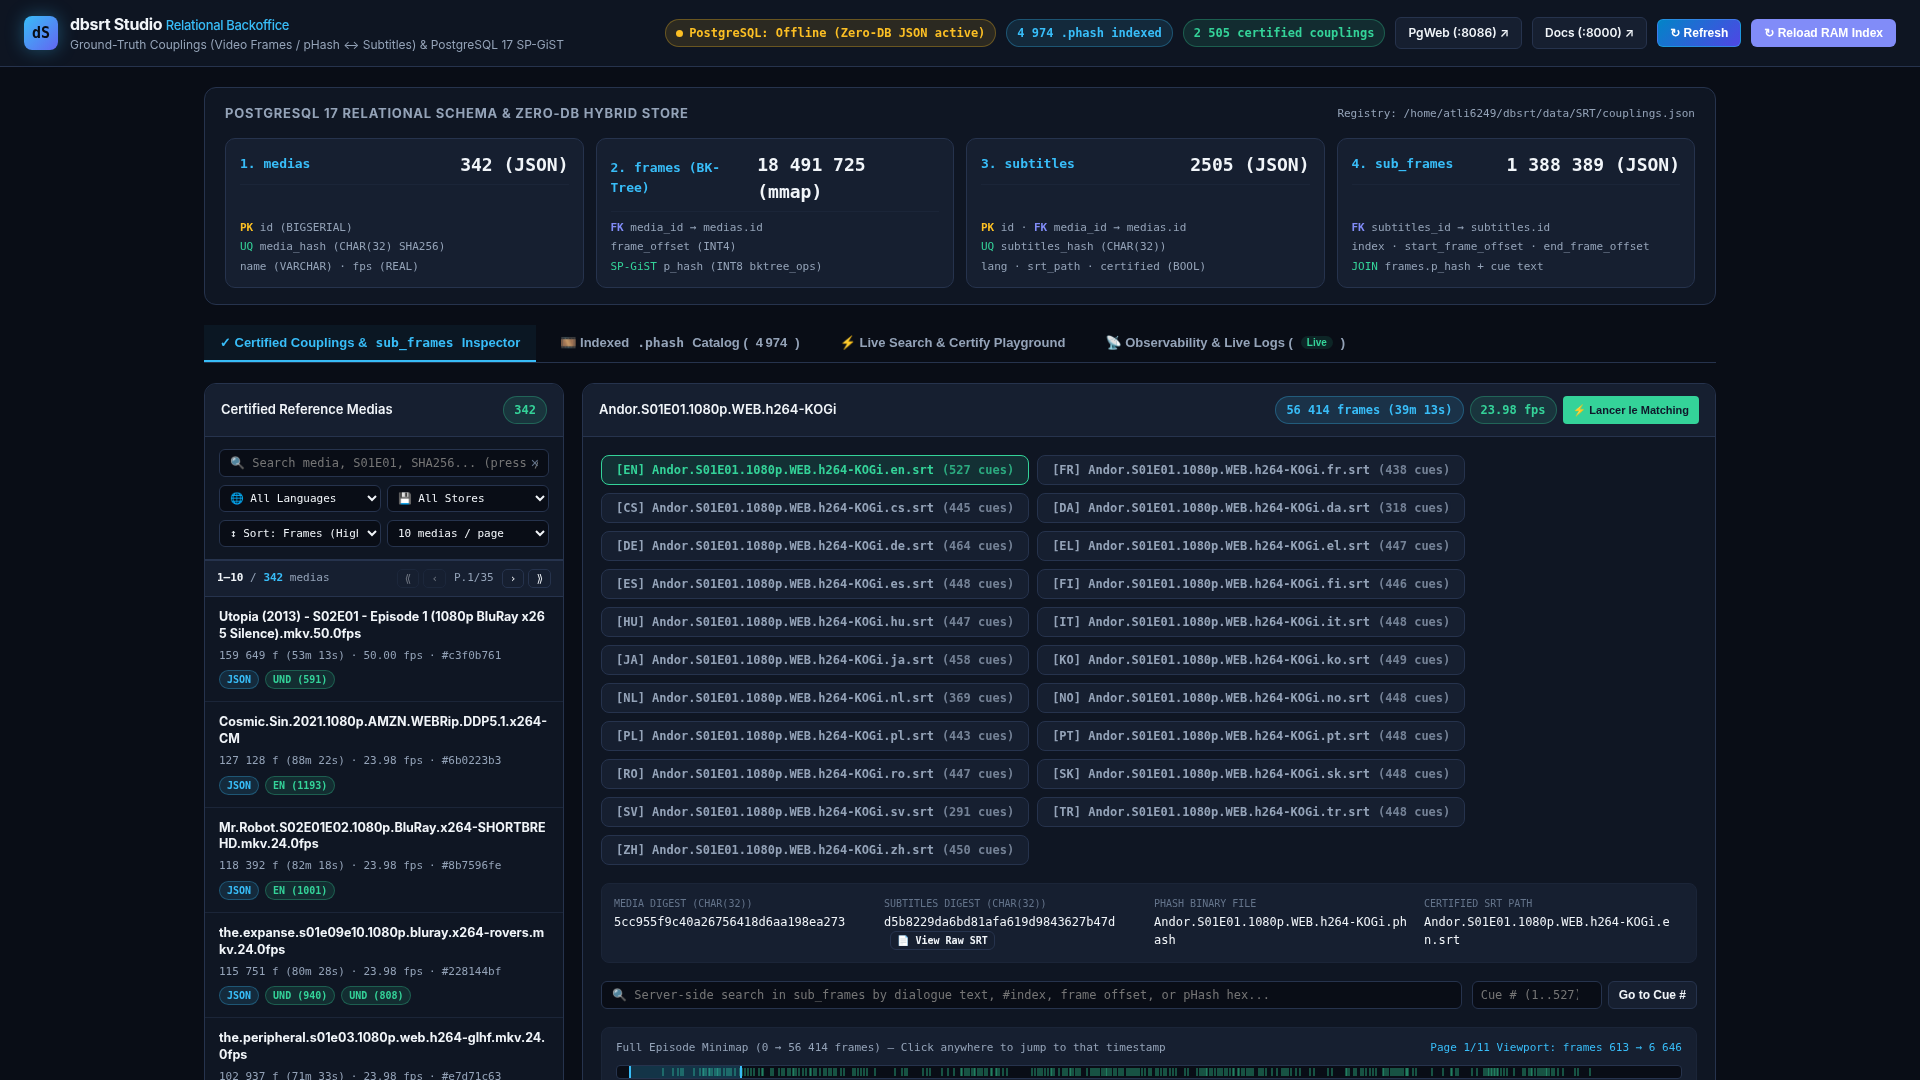 dS
dbsrt Studio Relational Backoffice
Ground-Truth Couplings (Video Frames / pHash ↔ Subtitles) & PostgreSQL 17 SP-GiST
PostgreSQL: Offline (Zero-DB JSON active)
4 974 .phash indexed
2 505 certified couplings
PgWeb (:8086) ↗
Docs (:8000) ↗
↻ Refresh
↻ Reload RAM Index
POSTGRESQL 17 RELATIONAL SCHEMA & ZERO-DB HYBRID STORE
Registry: /home/atli6249/dbsrt/data/SRT/couplings.json
1. medias
342 (JSON)
PK id (BIGSERIAL)
UQ media_hash (CHAR(32) SHA256)
name (VARCHAR) · fps (REAL)
2. frames (BK-
Tree)
18 491 725
(mmap)
FK media_id → medias.id
frame_offset (INT4)
SP-GiST p_hash (INT8 bktree_ops)
3. subtitles
2505 (JSON)
PK id · FK media_id → medias.id
UQ subtitles_hash (CHAR(32))
lang · srt_path · certified (BOOL)
4. sub_frames
1 388 389 (JSON)
FK subtitles_id → subtitles.id
index · start_frame_offset · end_frame_offset
JOIN frames.p_hash + cue text
✓ Certified Couplings & sub_frames Inspector
🎞️ Indexed .phash Catalog ( 4 974 )
⚡ Live Search & Certify Playground
📡 Observability & Live Logs ( Live )
Certified Reference Medias
342
🔍 Search media, S01E01, SHA256... (press
🌐 All Languages
💾 All Stores
↕ Sort: Frames (High
10 medias / page
1–10 / 342 medias
⟪
‹
P.1/35
›
⟫
Utopia (2013) - S02E01 - Episode 1 (1080p BluRay x26
5 Silence).mkv.50.0fps
159 649 f (53m 13s) · 50.00 fps · #c3f0b761
JSON
UND (591)
Cosmic.Sin.2021.1080p.AMZN.WEBRip.DDP5.1.x264-
CM
127 128 f (88m 22s) · 23.98 fps · #6b0223b3
JSON
EN (1193)
Mr.Robot.S02E01E02.1080p.BluRay.x264-SHORTBRE
HD.mkv.24.0fps
118 392 f (82m 18s) · 23.98 fps · #8b7596fe
JSON
EN (1001)
the.expanse.s01e09e10.1080p.bluray.x264-rovers.m
kv.24.0fps
115 751 f (80m 28s) · 23.98 fps · #228144bf
JSON
UND (940)
UND (808)
the.peripheral.s01e03.1080p.web.h264-glhf.mkv.24.
0fps
102 937 f (71m 33s) · 23.98 fps · #e7d71c63
Andor.S01E01.1080p.WEB.h264-KOGi
56 414 frames (39m 13s)
23.98 fps
⚡ Lancer le Matching
[EN] Andor.S01E01.1080p.WEB.h264-KOGi.en.srt (527 cues)
[FR] Andor.S01E01.1080p.WEB.h264-KOGi.fr.srt (438 cues)
[CS] Andor.S01E01.1080p.WEB.h264-KOGi.cs.srt (445 cues)
[DA] Andor.S01E01.1080p.WEB.h264-KOGi.da.srt (318 cues)
[DE] Andor.S01E01.1080p.WEB.h264-KOGi.de.srt (464 cues)
[EL] Andor.S01E01.1080p.WEB.h264-KOGi.el.srt (447 cues)
[ES] Andor.S01E01.1080p.WEB.h264-KOGi.es.srt (448 cues)
[FI] Andor.S01E01.1080p.WEB.h264-KOGi.fi.srt (446 cues)
[HU] Andor.S01E01.1080p.WEB.h264-KOGi.hu.srt (447 cues)
[IT] Andor.S01E01.1080p.WEB.h264-KOGi.it.srt (448 cues)
[JA] Andor.S01E01.1080p.WEB.h264-KOGi.ja.srt (458 cues)
[KO] Andor.S01E01.1080p.WEB.h264-KOGi.ko.srt (449 cues)
[NL] Andor.S01E01.1080p.WEB.h264-KOGi.nl.srt (369 cues)
[NO] Andor.S01E01.1080p.WEB.h264-KOGi.no.srt (448 cues)
[PL] Andor.S01E01.1080p.WEB.h264-KOGi.pl.srt (443 cues)
[PT] Andor.S01E01.1080p.WEB.h264-KOGi.pt.srt (448 cues)
[RO] Andor.S01E01.1080p.WEB.h264-KOGi.ro.srt (447 cues)
[SK] Andor.S01E01.1080p.WEB.h264-KOGi.sk.srt (448 cues)
[SV] Andor.S01E01.1080p.WEB.h264-KOGi.sv.srt (291 cues)
[TR] Andor.S01E01.1080p.WEB.h264-KOGi.tr.srt (448 cues)
[ZH] Andor.S01E01.1080p.WEB.h264-KOGi.zh.srt (450 cues)
MEDIA DIGEST (CHAR(32))
5cc955f9c40a26756418d6aa198ea273
SUBTITLES DIGEST (CHAR(32))
d5b8229da6bd81afa619d9843627b47d
📄 View Raw SRT
PHASH BINARY FILE
Andor.S01E01.1080p.WEB.h264-KOGi.ph
ash
CERTIFIED SRT PATH
Andor.S01E01.1080p.WEB.h264-KOGi.e
n.srt
🔍 Server-side search in sub_frames by dialogue text, #index, frame offset, or pHash hex...
Cue # (1..527)
Go to Cue #
Full Episode Minimap (0 → 56 414 frames) — Click anywhere to jump to that timestamp
Page 1/11 Viewport: frames 613 → 6 646